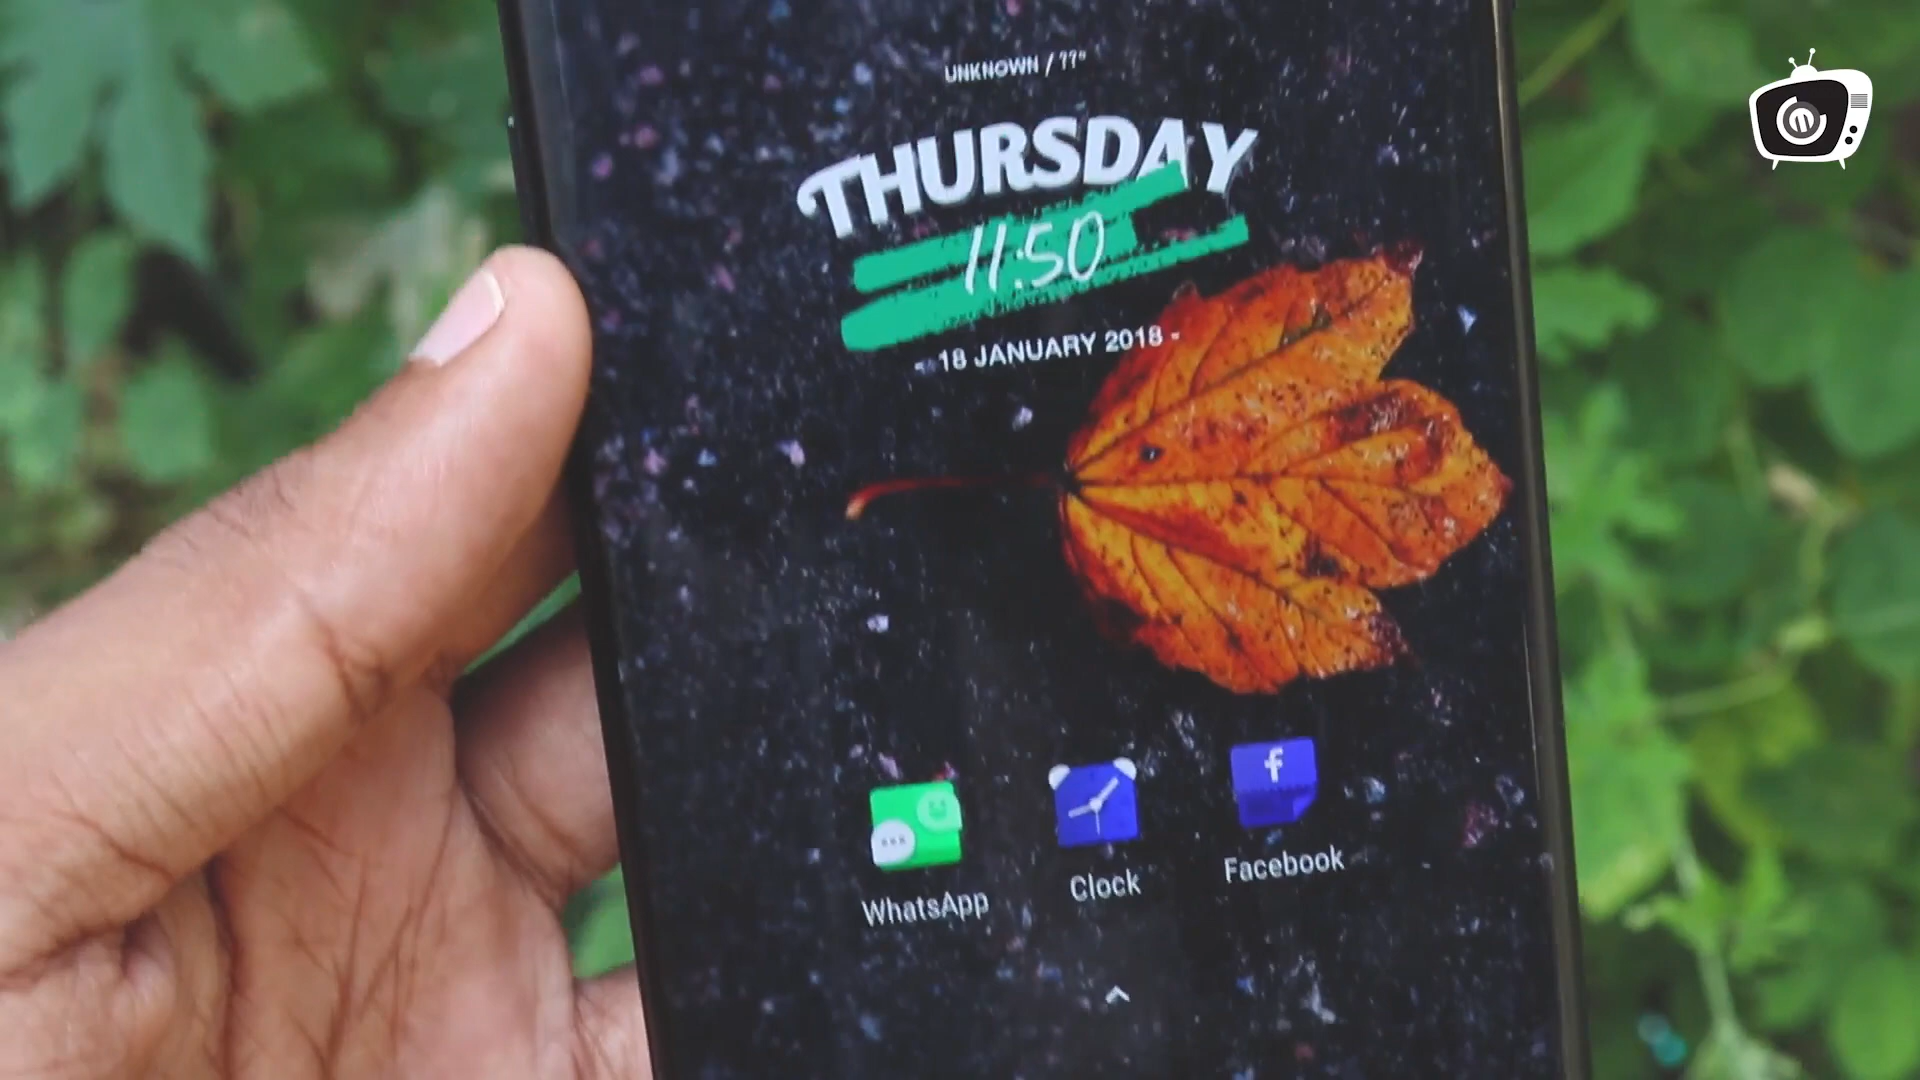 UNKNOWN / ??°
THURSDAY
11:50
- 18 JANUARY 2018 -
WhatsApp
Clock
Facebook